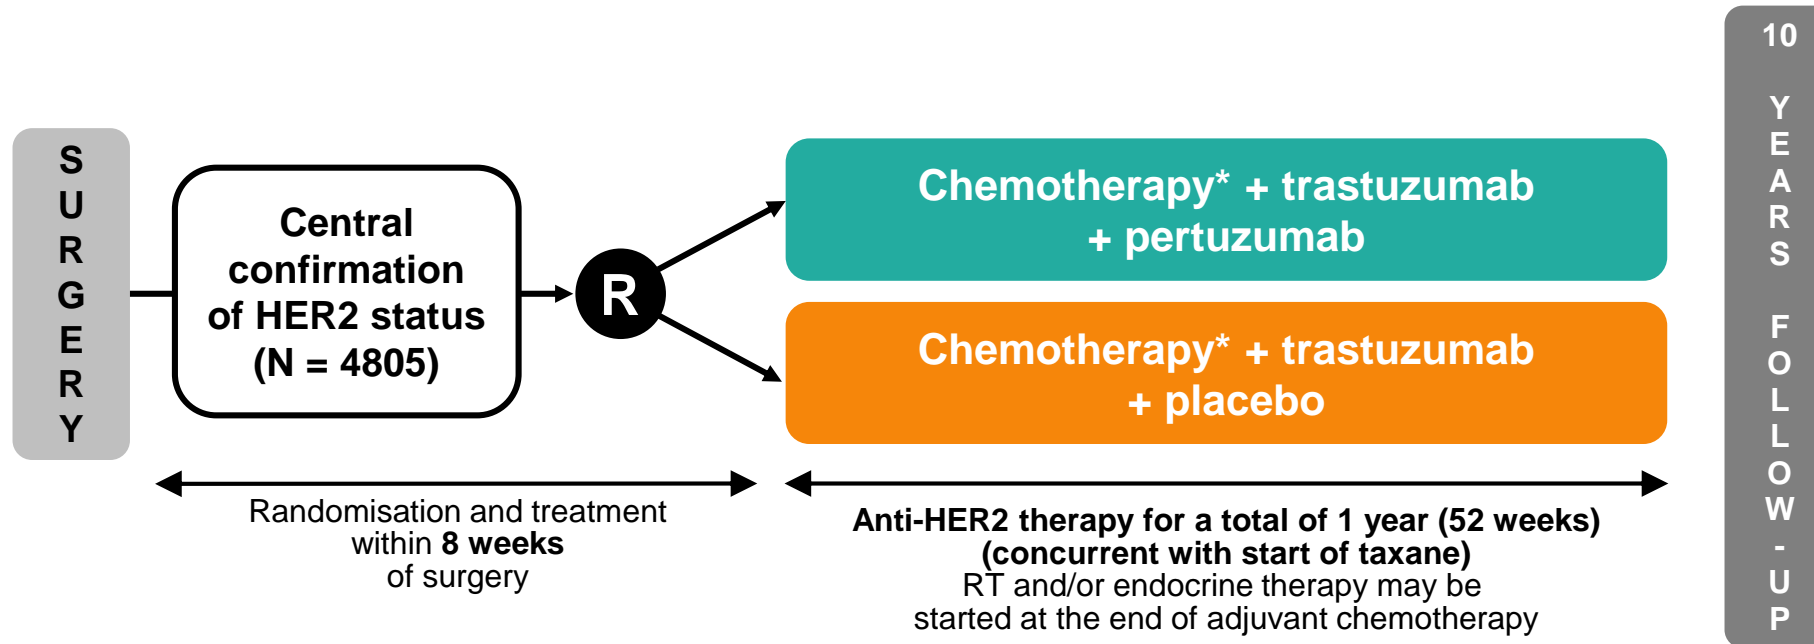 SURGERY
Central
confirmation
of HER2 status
(N = 4805)
R
Chemotherapy* + trastuzumab
+ pertuzumab
Chemotherapy* + trastuzumab
+ placebo
Randomisation and treatment
within 8 weeks
of surgery
Anti-HER2 therapy for a total of 1 year (52 weeks)
(concurrent with start of taxane)
RT and/or endocrine therapy may be
started at the end of adjuvant chemotherapy
10 YEARS FOLLOW-UP